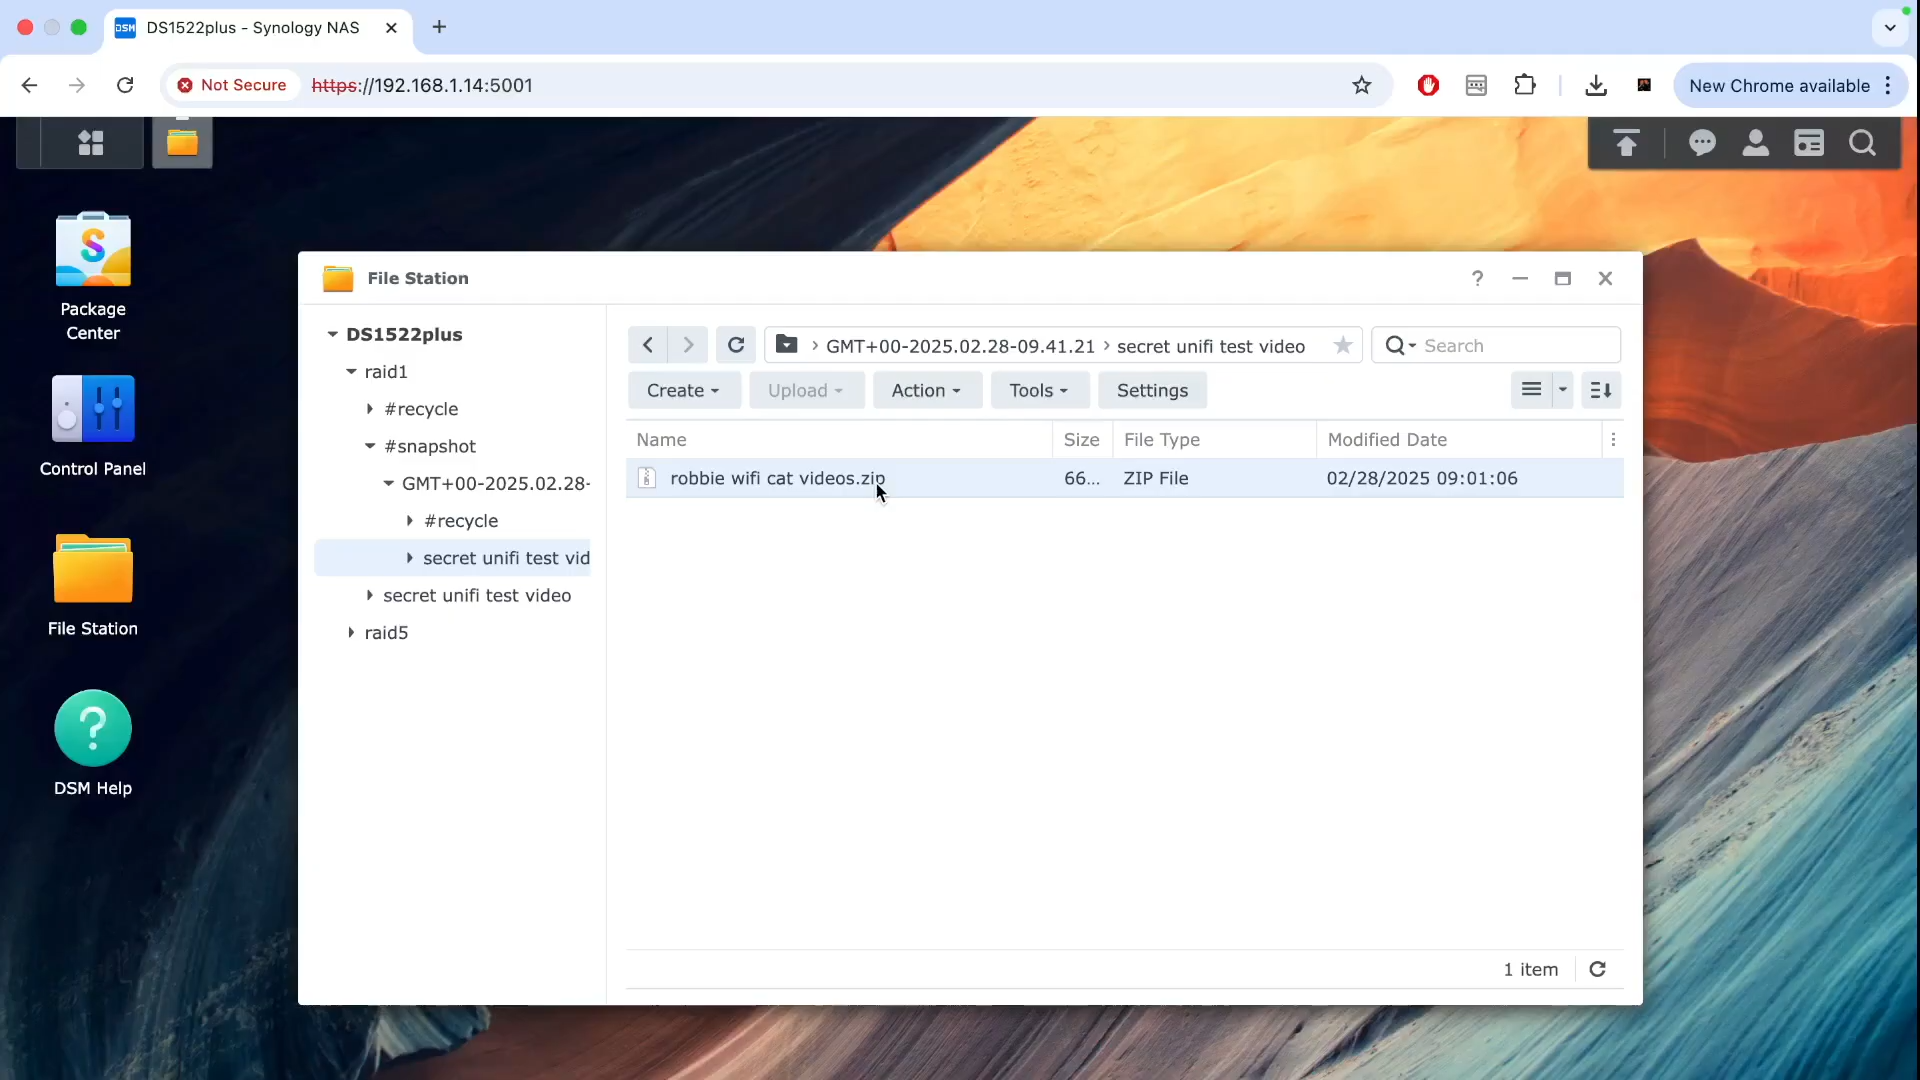 DSM DS1522plus - Synology NAS
Not Secure https://192.168.1.14:5001
New Chrome available
Package
Center
Control Panel
File Station
DSM Help
File Station
DS1522plus
raid1
#recycle
#snapshot
GMT+00-2025.02.28-
#recycle
secret unifi test vid
secret unifi test video
raid5
GMT+00-2025.02.28-09.41.21 secret unifi test video
Search
Create Upload Action Tools Settings
Name Size File Type Modified Date
robbie wifi cat videos.zip 66... ZIP File 02/28/2025 09:01:06
1 item